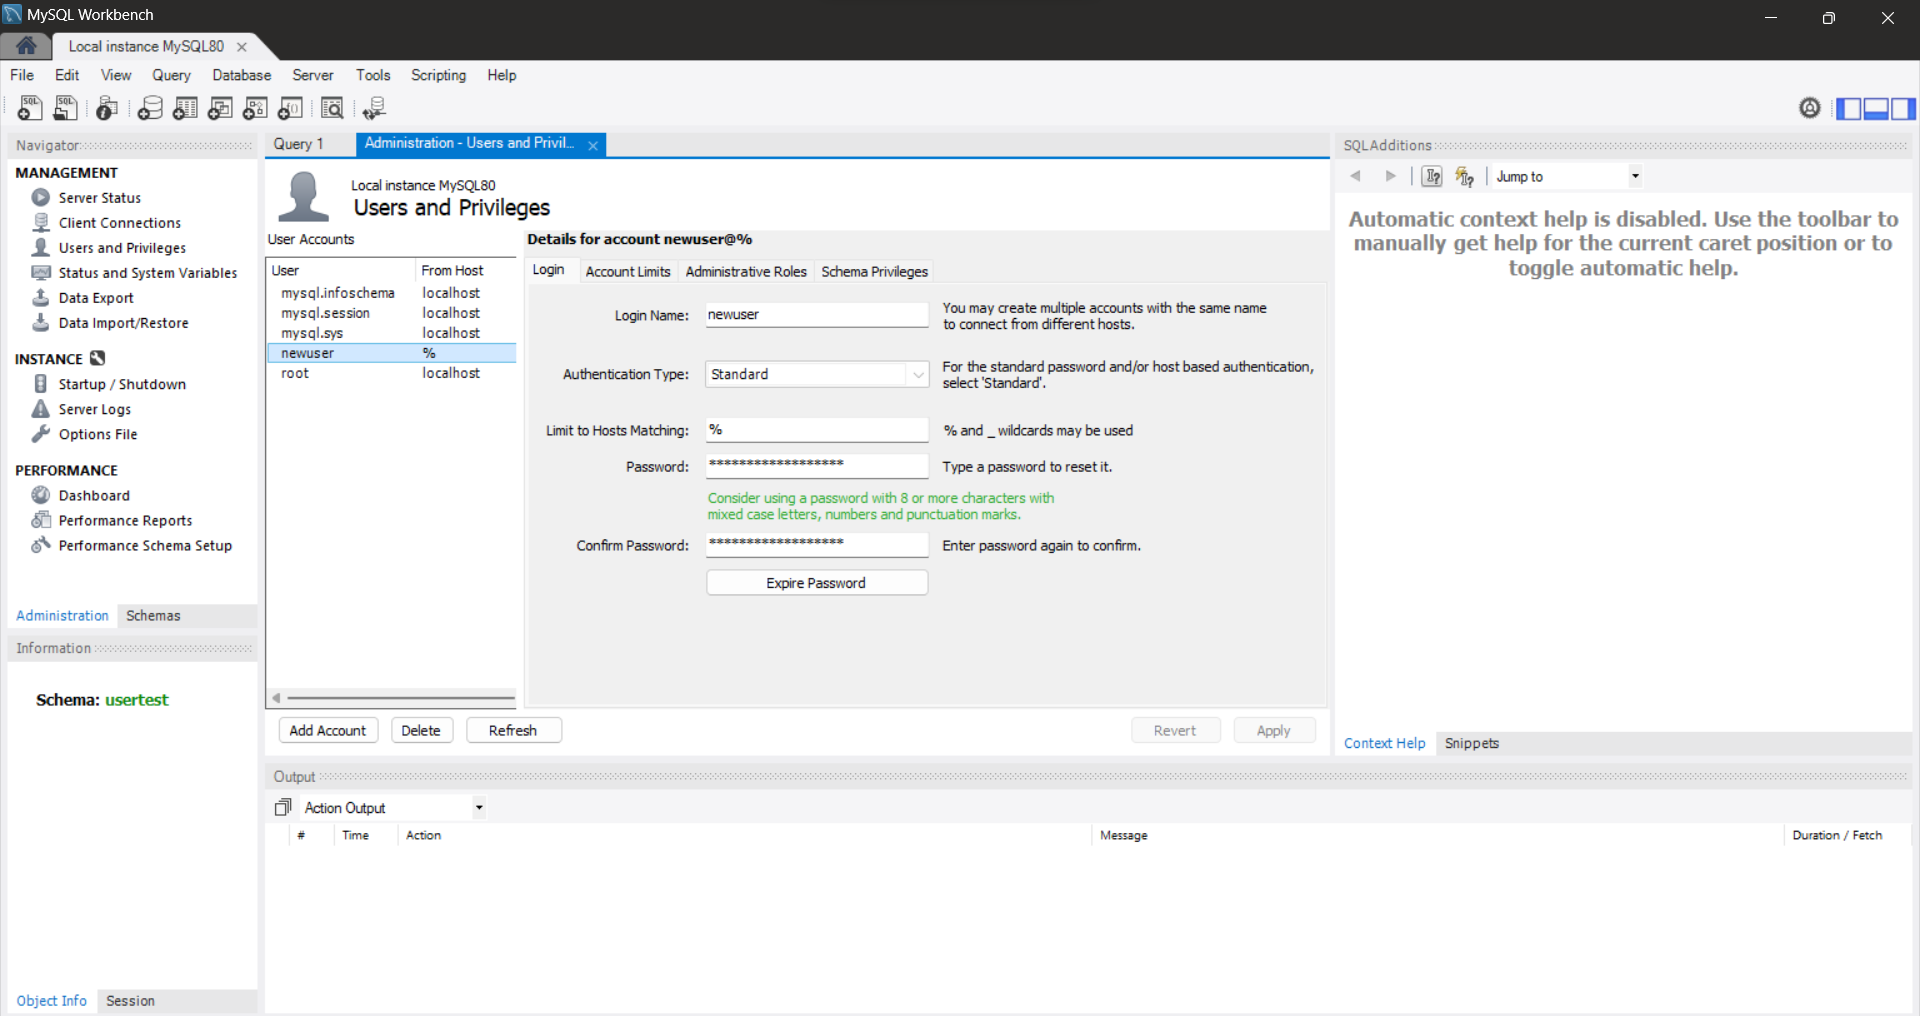 MySQL Workbench
Local instance MySQL80
File Edit View Query Database Server Tools Scripting Help
Navigator
MANAGEMENT
Server Status
Client Connections
Users and Privileges
Status and System Variables
Data Export
Data Import/Restore
INSTANCE
Startup / Shutdown
Server Logs
Options File
PERFORMANCE
Dashboard
Performance Reports
Performance Schema Setup
Administration Schemas
Information
Schema: usertest
Object Info Session
Query 1 Administration - Users and Privil...
Local instance MySQL80
Users and Privileges
User Accounts
User From Host
mysql.infoschema localhost
mysql.session localhost
mysql.sys localhost
newuser %
root localhost
Add Account Delete Refresh
Details for account newuser@%
Login Account Limits Administrative Roles Schema Privileges
Login Name: newuser
You may create multiple accounts with the same name
to connect from different hosts.
Authentication Type: Standard
For the standard password and/or host based authentication,
select 'Standard'.
Limit to Hosts Matching: % % and _ wildcards may be used
Password: ****************** Type a password to reset it.
Consider using a password with 8 or more characters with
mixed case letters, numbers and punctuation marks.
Confirm Password: ****************** Enter password again to confirm.
Expire Password
Revert Apply
SQLAdditions
Jump to
Automatic context help is disabled. Use the toolbar to
manually get help for the current caret position or to
toggle automatic help.
Context Help Snippets
Output
Action Output
# Time Action Message Duration / Fetch